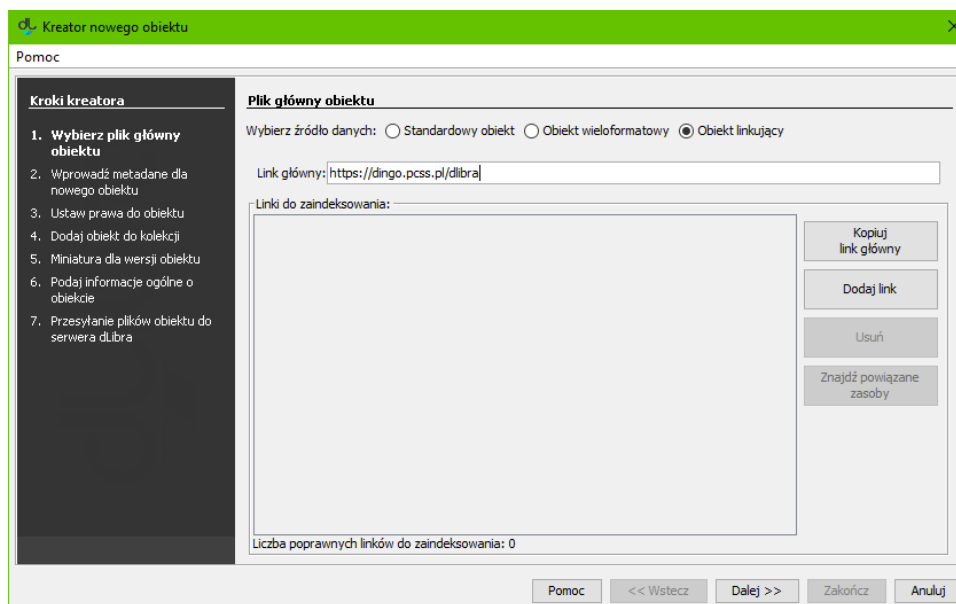 Kreator nowego obiektu
Pomoc
Kroki kreatora
1. Wybierz plik główny
obiektu
2. Wprowadź metadane dla
nowego obiektu
3. Ustaw prawa do obiektu
4. Dodaj obiekt do kolekcji
5. Miniatura dla wersji obiektu
6. Podaj informacje ogólne o
obiekcie
7. Przesyłanie plików obiektu do
serwera dLibra
Plik główny obiektu
Wybierz źródło danych: Standardowy obiekt Obiekt wieloformatowy Obiekt linkujący
Link główny: https://dingo.pcss.pl/dlibra
Linki do zaindeksowania:
Kopiuj
link główny
Dodaj link
Usuń
Znajdź powiązane
zasoby
Liczba poprawnych linków do zaindeksowania: 0
Pomoc << Wstecz Dalej >> Zakończ Anuluj